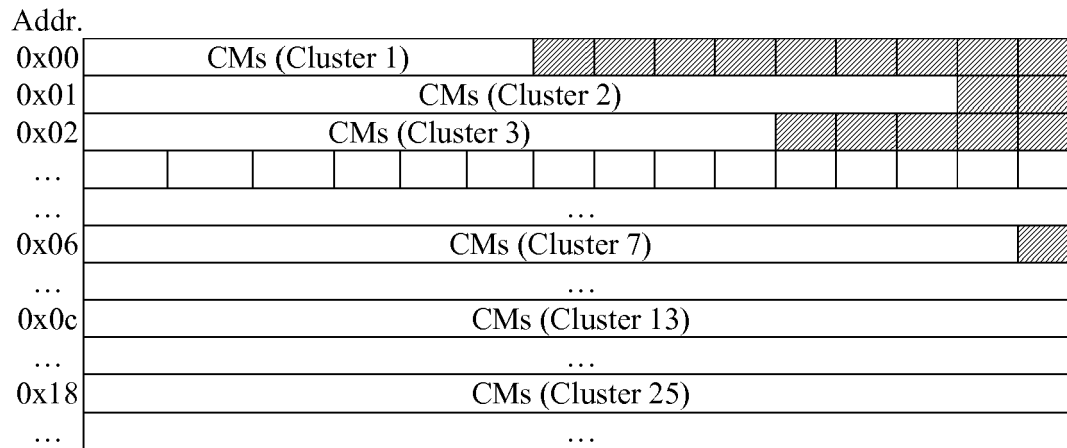 Addr.
0x00 CMs (Cluster 1)
0x01 CMs (Cluster 2)
0x02 CMs (Cluster 3)
…
… …
0x06 CMs (Cluster 7)
… …
0x0c CMs (Cluster 13)
… …
0x18 CMs (Cluster 25)
… …